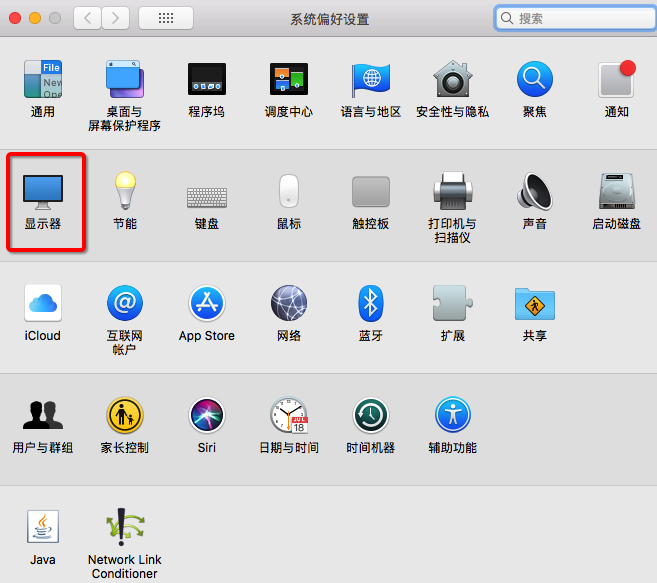 系统偏好设置
搜索
File
New
Ope
通用
桌面与
屏幕保护程序
程序坞
调度中心
语言与地区
安全性与隐私
聚焦
通知
显示器
节能
键盘
鼠标
触控板
打印机与
扫描仪
声音
启动磁盘
iCloud
@
互联网
帐户
App Store
网络
蓝牙
扩展
共享
用户与群组
家长控制
Siri
JUL
18
日期与时间
时间机器
辅助功能
Java
Network Link
Conditioner